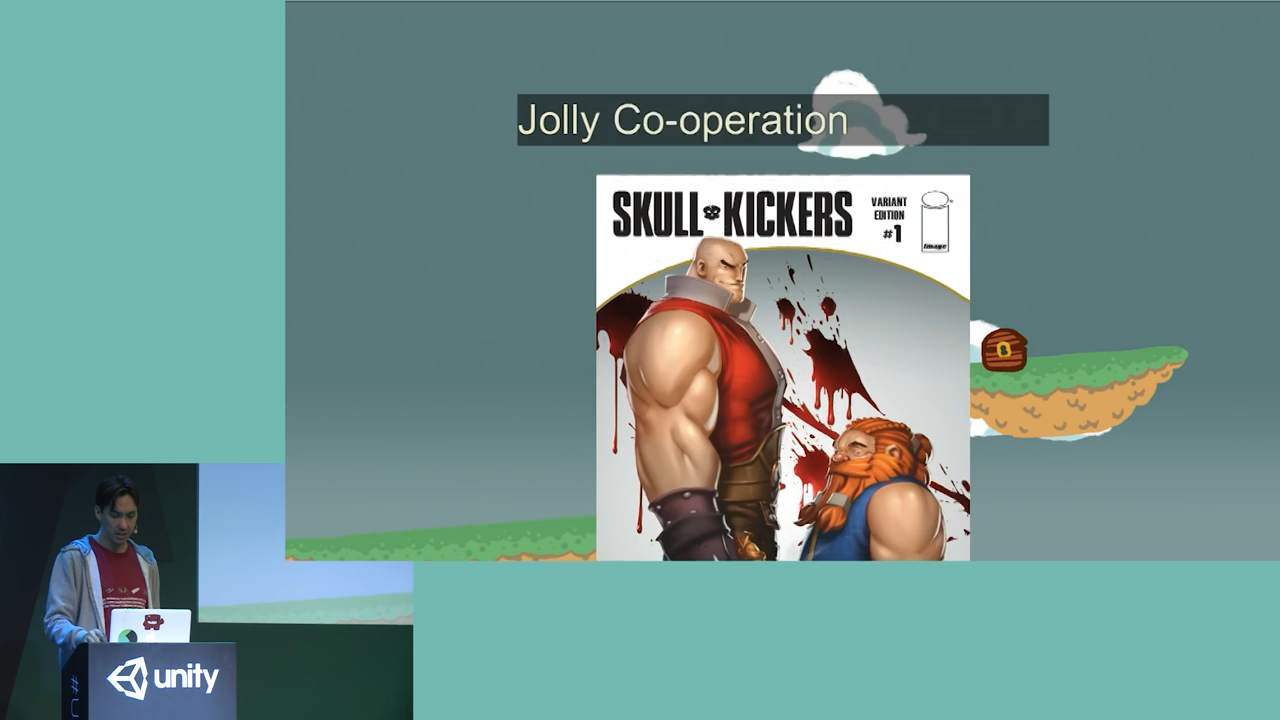 Jolly Co-operation
SKULL KICKERS
VARIANT
EDITION
#1
image
unity
#U